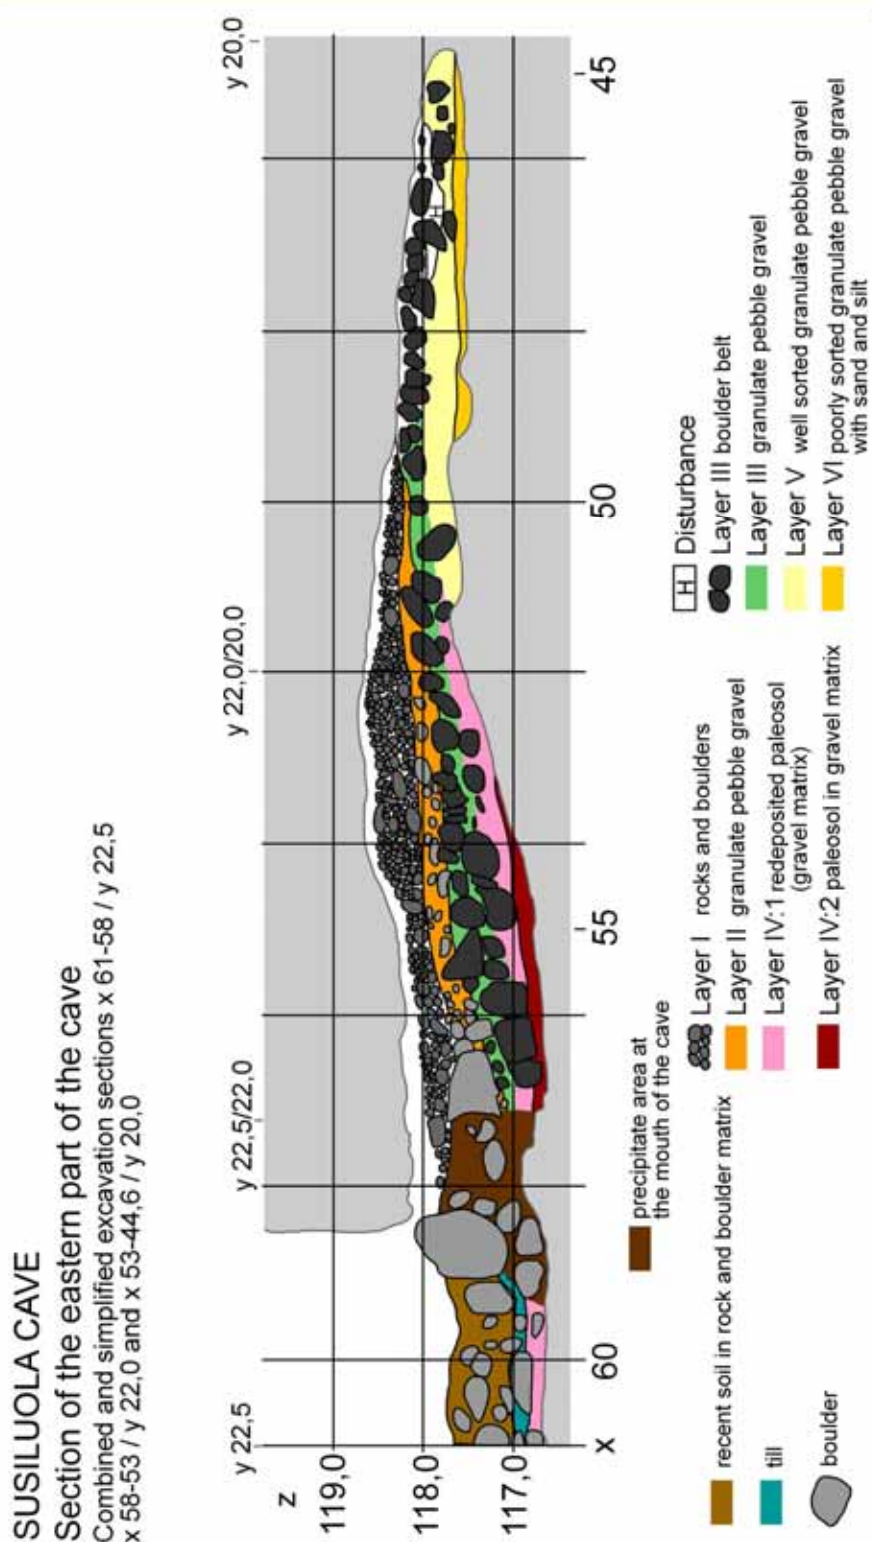 SUSILUOLA CAVE
Section of the eastern part of the cave
Combined and simplified excavation sections x 61-58 / y 22,5
x 58-53 / y 22,0 and x 53-44,6 / y 20,0
y 22,5
y 22,5/22,0
y 22,0/20,0
y 20,0
z
119,0
118,0
117,0
H
x
60
55
50
45
precipitate area at
the mouth of the cave
recent soil in rock and boulder matrix
till
boulder
Layer I rocks and boulders
Layer II granulate pebble gravel
Layer IV:1 redeposited paleosol
(gravel matrix)
Layer IV:2 paleosol in gravel matrix
H Disturbance
Layer III boulder belt
Layer III granulate pebble gravel
Layer V well sorted granulate pebble gravel
Layer VI poorly sorted granulate pebble gravel
with sand and silt